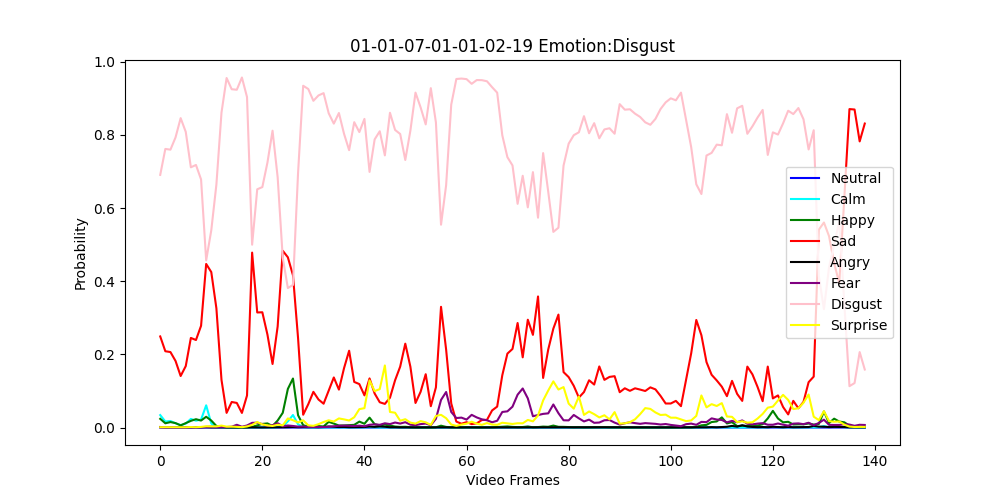 01-01-07-01-01-02-19 Emotion:Disgust
1.0
0.8
0.6
0.4
0.2
0.0
Probability
0
20
40
60
80
100
120
140
Video Frames
Neutral
Calm
Happy
Sad
Angry
Fear
Disgust
Surprise